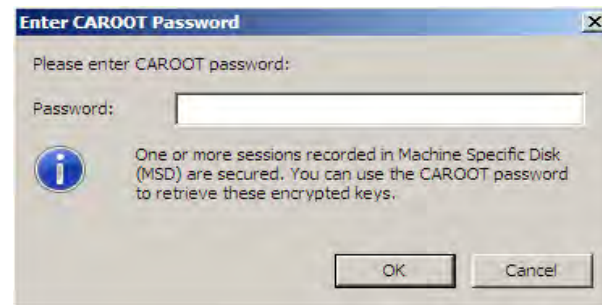 Enter CAROOT Password
Please enter CAROOT password:
Password:
One or more sessions recorded in Machine Specific Disk
(MSD) are secured. You can use the CAROOT password
to retrieve these encrypted keys.
OK Cancel